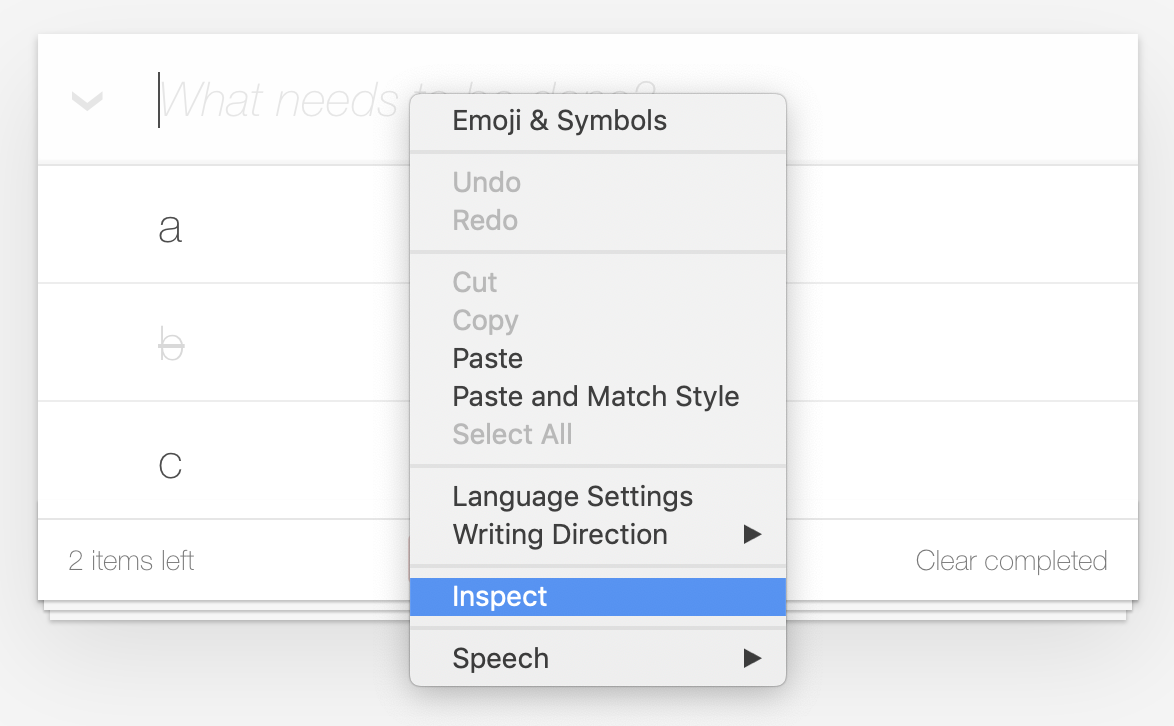 What needs to be done?
Emoji & Symbols
Undo
Redo
a
Cut
Copy
b
Paste
Paste and Match Style
Select All
c
Language Settings
Writing Direction
2 items left
Clear completed
Inspect
Speech